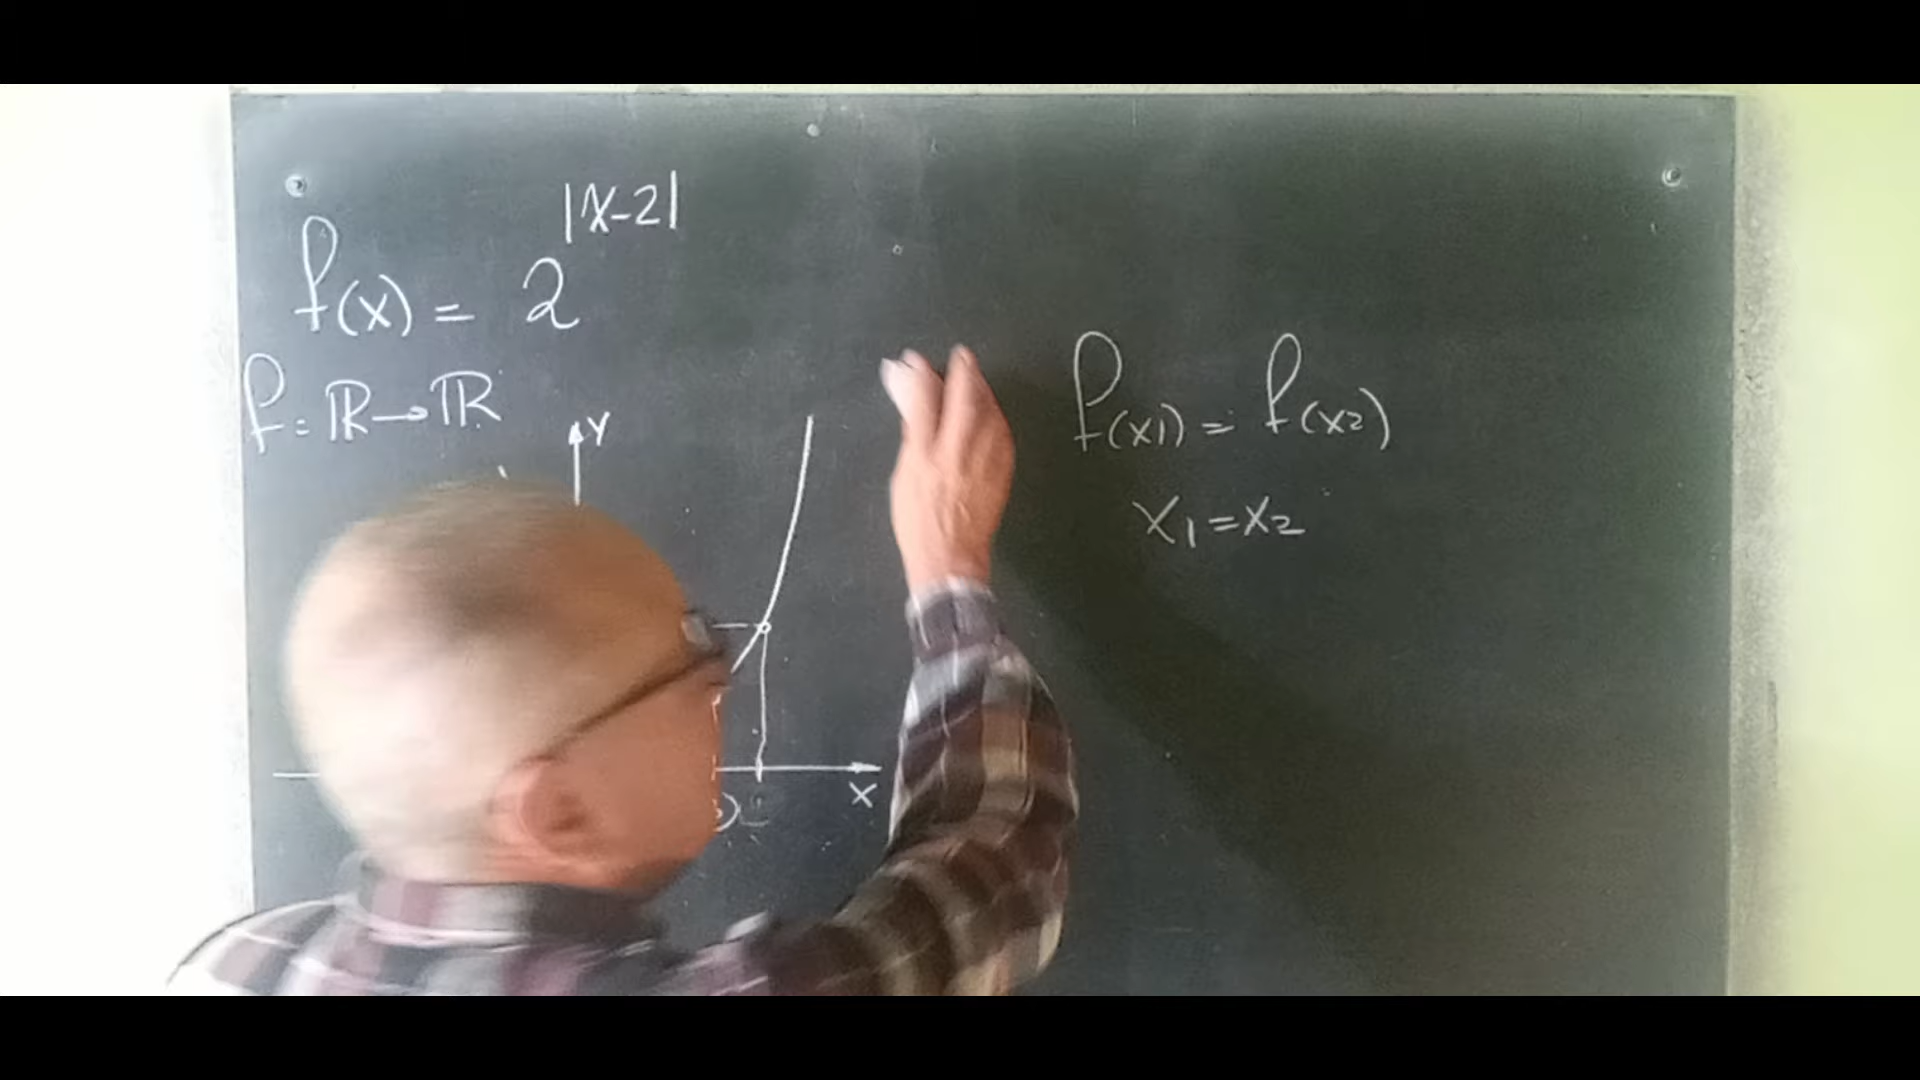 f(x) = 2^|x-2|
f: ℝ → ℝ
Y
X
f(x1) = f(x2)
x1 = x2